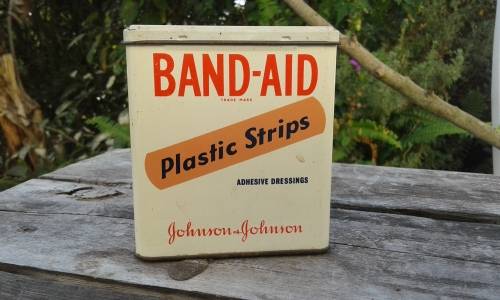 BAND-AID
TRADE MARK
Plastic Strips
ADHESIVE DRESSINGS
Johnson & Johnson